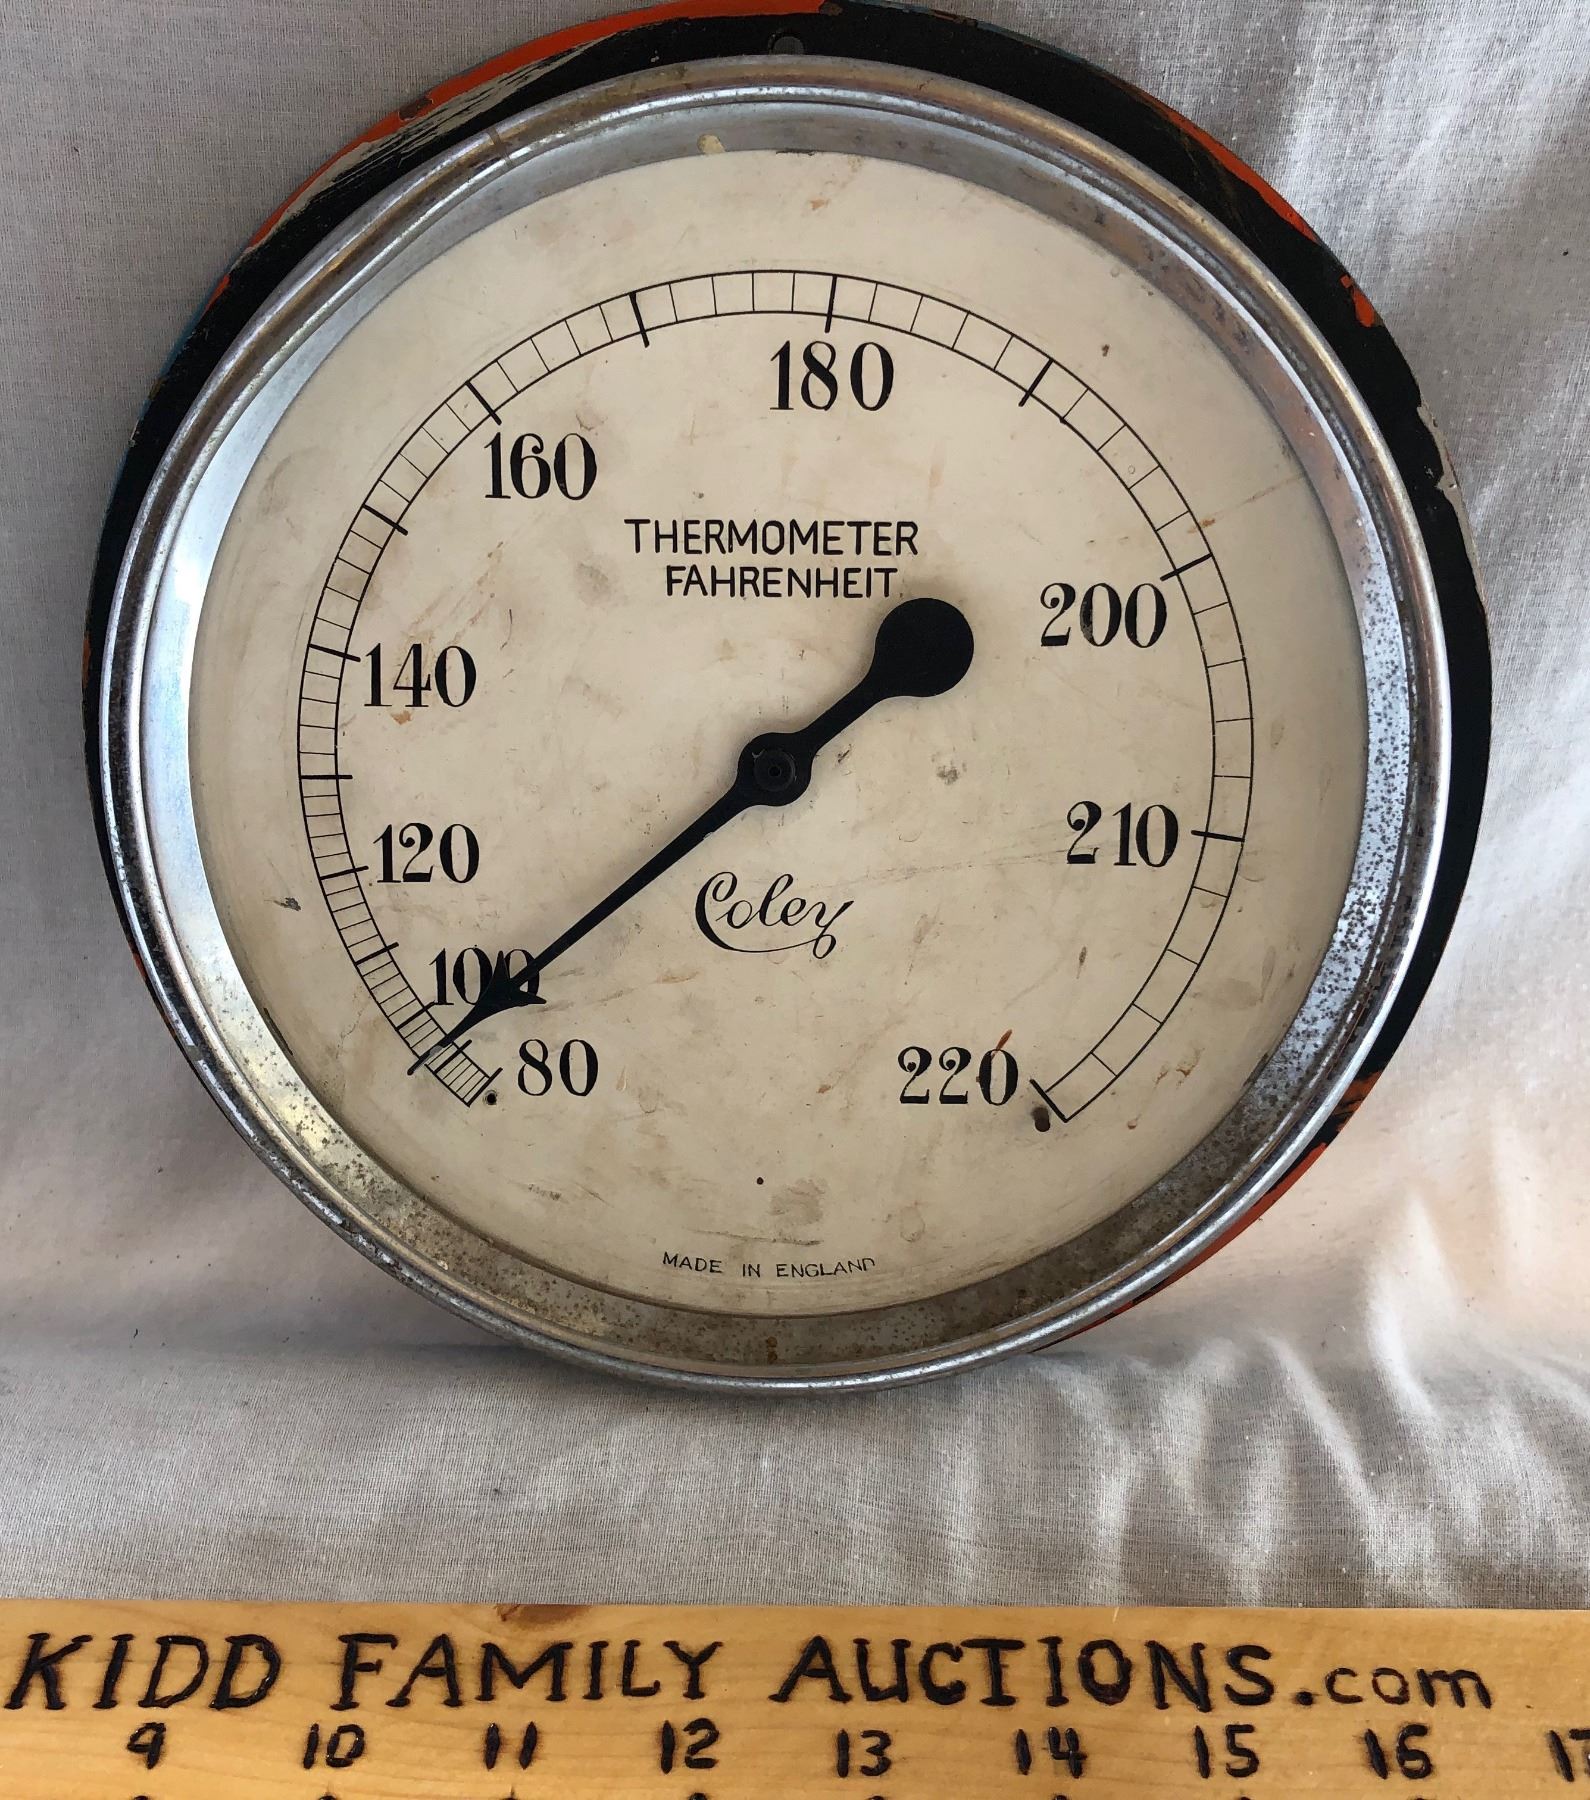 180
160
THERMOMETER
FAHRENHEIT
200
140
210
120
Coley
100
80
220
MADE IN ENGLAND
KIDD FAMILY AUCTIONS.com
9 10 11 12 13 14 15 16 17